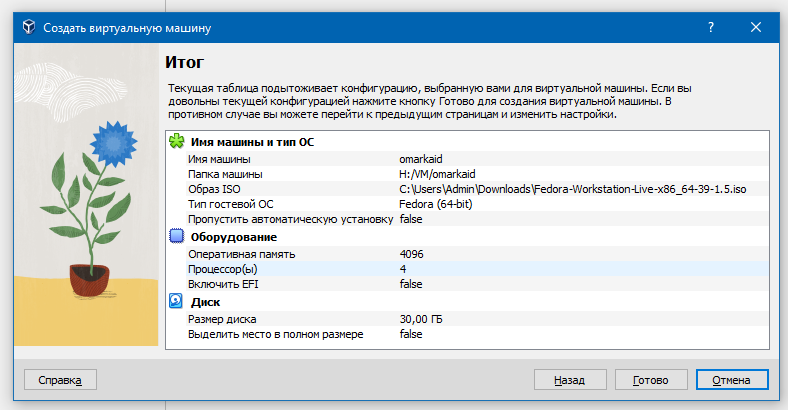 Создать виртуальную машину
?
Итог
Текущая таблица подытоживает конфигурацию, выбранную вами для виртуальной машины. Если вы
довольны текущей конфигурацией нажмите кнопку Готово для создания виртуальной машины. В
противном случае вы можете перейти к предыдущим страницам и изменить настройки.
Имя машины и тип ОС
Имя машины omarkaid
Папка машины H:/VM/omarkaid
Образ ISO C:\Users\Admin\Downloads\Fedora-Workstation-Live-x86_64-39-1.5.iso
Тип гостевой ОС Fedora (64-bit)
Пропустить автоматическую установку false
Оборудование
Оперативная память 4096
Процессор(ы) 4
Включить EFI false
Диск
Размер диска 30,00 ГБ
Выделить место в полном размере false
Справка Назад Готово Отмена